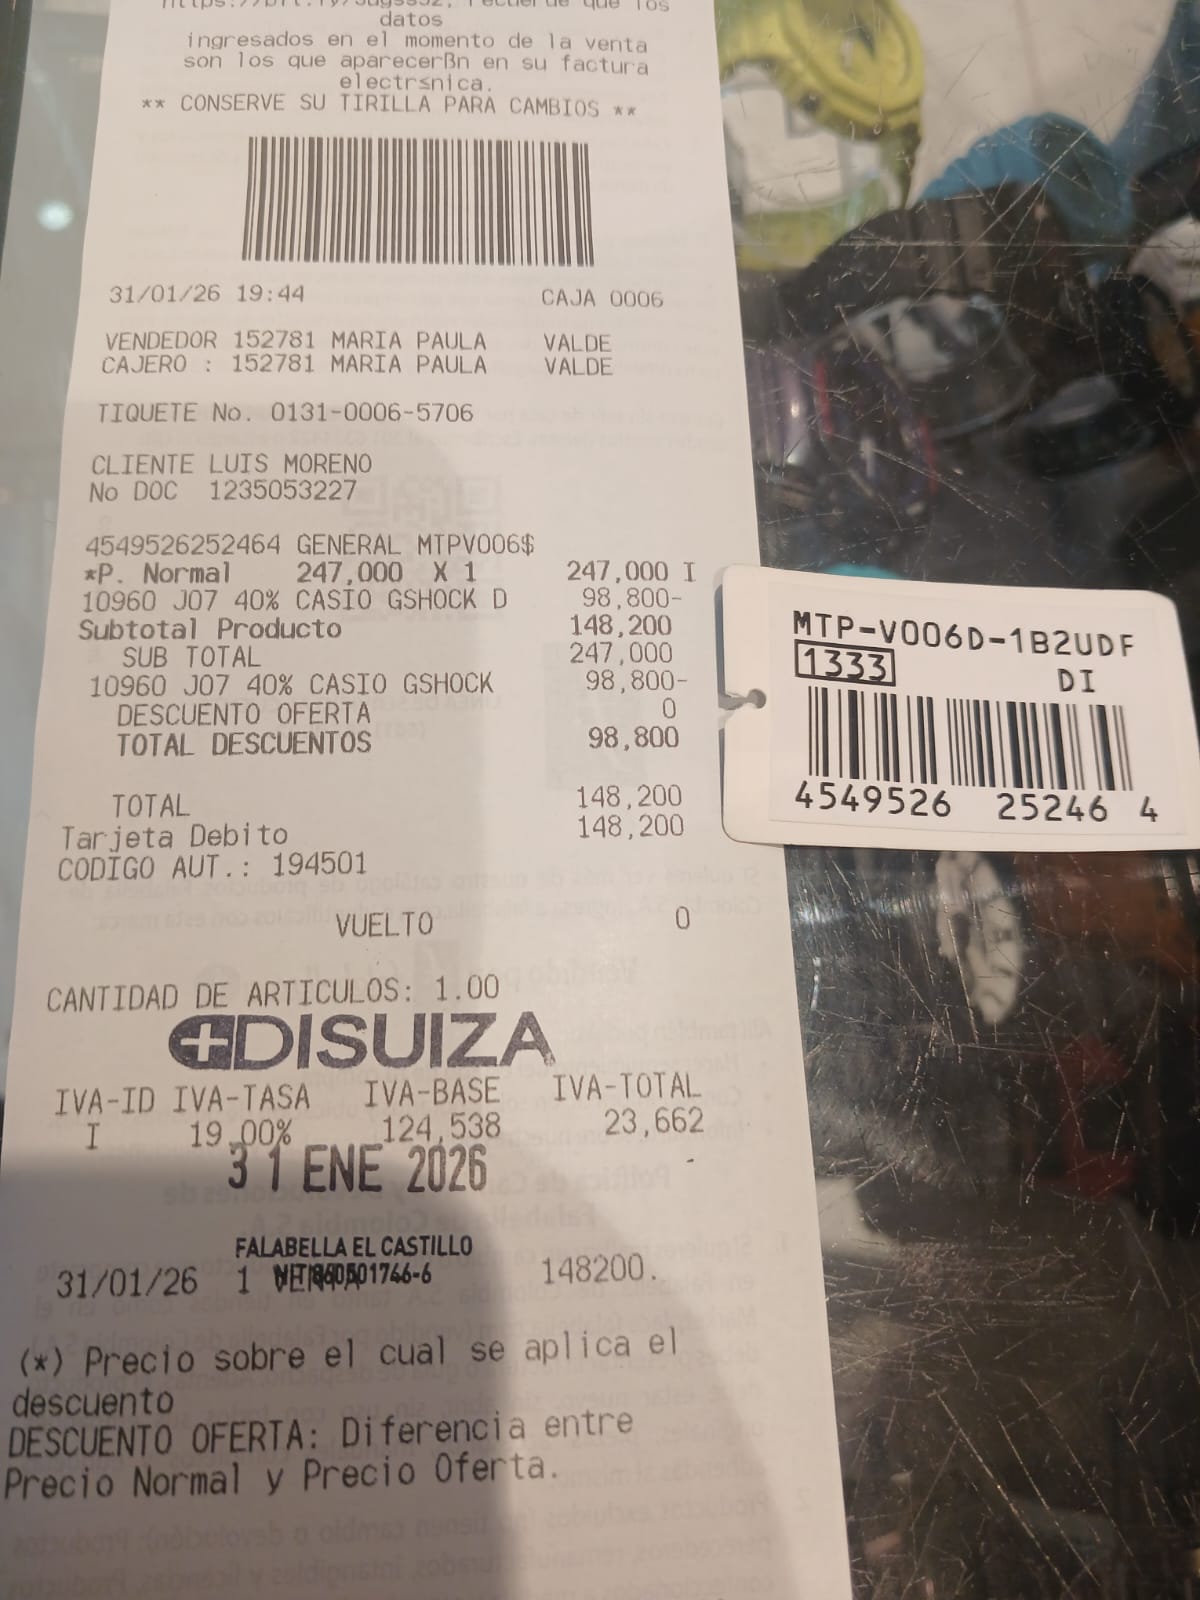 datos
ingresados en el momento de la venta
son los que aparecerßn en su factura
electr≤nica.
** CONSERVE SU TIRILLA PARA CAMBIOS **
31/01/26 19:44 CAJA 0006
VENDEDOR 152781 MARIA PAULA VALDE
CAJERO : 152781 MARIA PAULA VALDE
TIQUETE No. 0131-0006-5706
CLIENTE LUIS MORENO
No DOC 1235053227
4549526252464 GENERAL MTPV006$
*P. Normal 247,000 X 1 247,000 I
10960 J07 40% CASIO GSHOCK D 98,800-
Subtotal Producto 148,200
SUB TOTAL 247,000
10960 J07 40% CASIO GSHOCK 98,800-
DESCUENTO OFERTA 0
TOTAL DESCUENTOS 98,800
TOTAL 148,200
Tarjeta Debito 148,200
CODIGO AUT.: 194501
VUELTO 0
CANTIDAD DE ARTICULOS: 1.00
DISUIZA
IVA-ID IVA-TASA IVA-BASE IVA-TOTAL
I 19.00% 124,538 23,662
31 ENE 2026
FALABELLA EL CASTILLO
31/01/26 1 148200.
(*) Precio sobre el cual se aplica el
descuento
DESCUENTO OFERTA: Diferencia entre
Precio Normal y Precio Oferta.
MTP-V006D-1B2UDF
1333 DI
4549526 25246 4